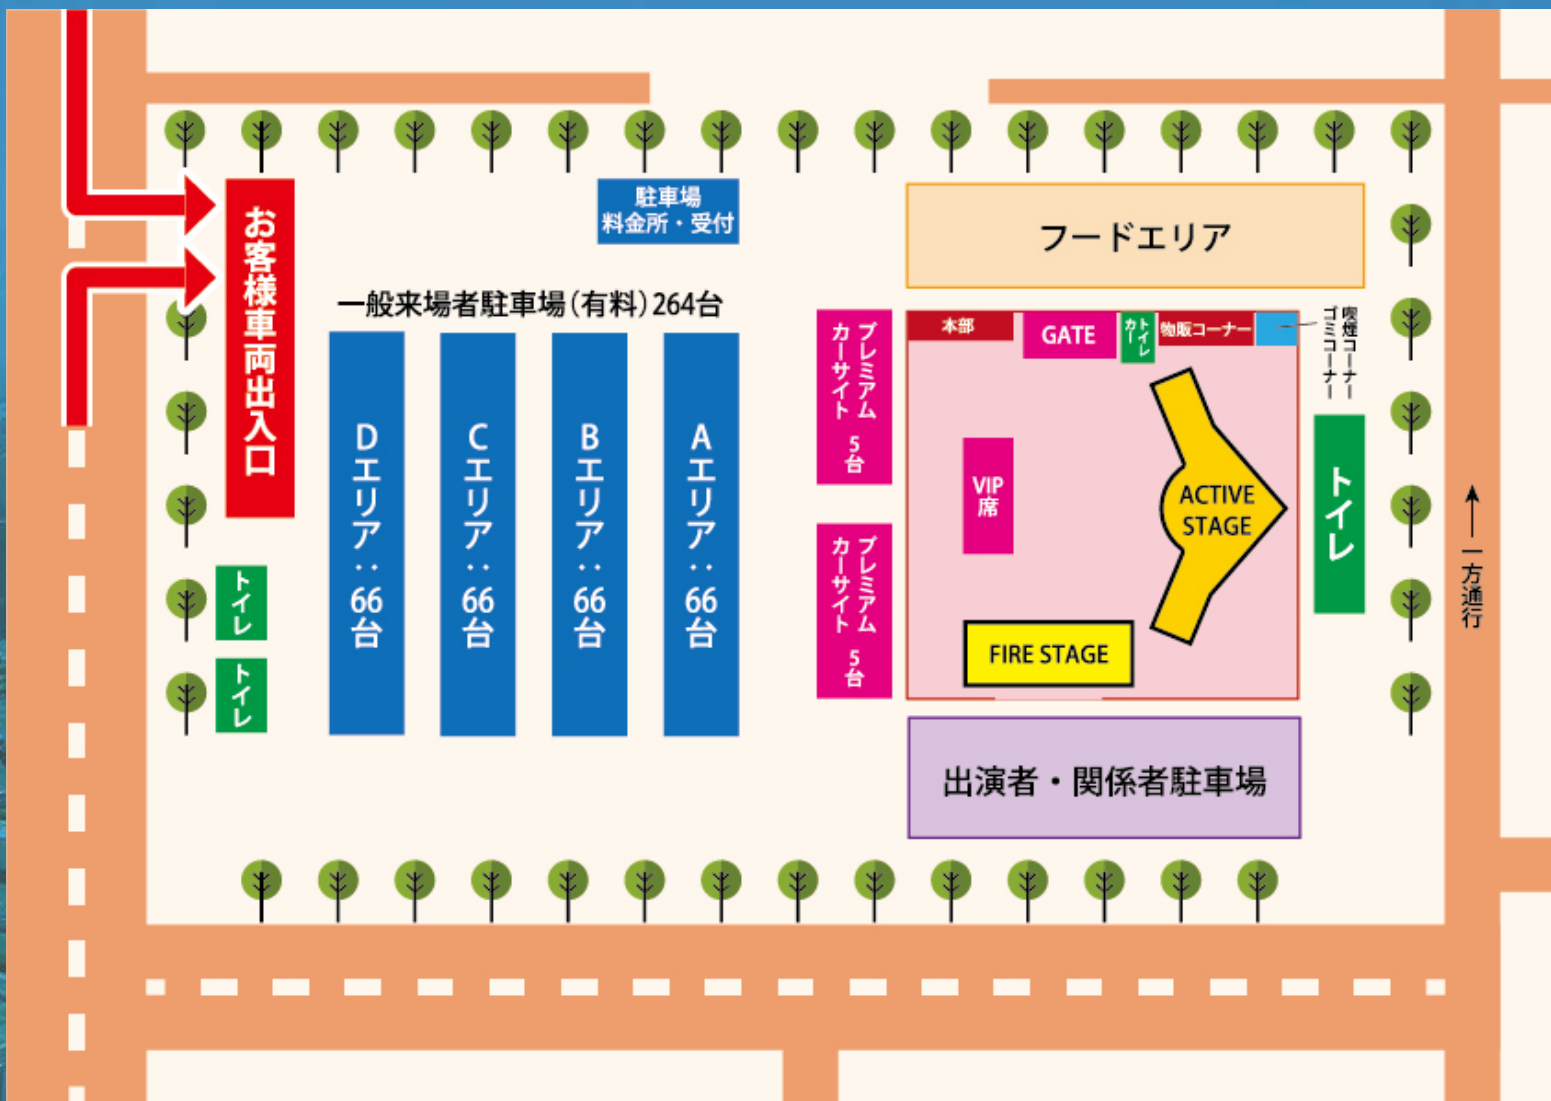 お客様車両出入口
駐車場
料金所・受付
一般来場者駐車場(有料)264台
Dエリア：66台
Cエリア：66台
Bエリア：66台
Aエリア：66台
トイレ
トイレ
プレミアム
カーサイト 5台
プレミアム
カーサイト 5台
フードエリア
本部
GATE
トイレ
カー
物販コーナー
喫煙コーナー
ゴミコーナー
VIP
席
ACTIVE
STAGE
FIRE STAGE
トイレ
出演者・関係者駐車場
一方通行